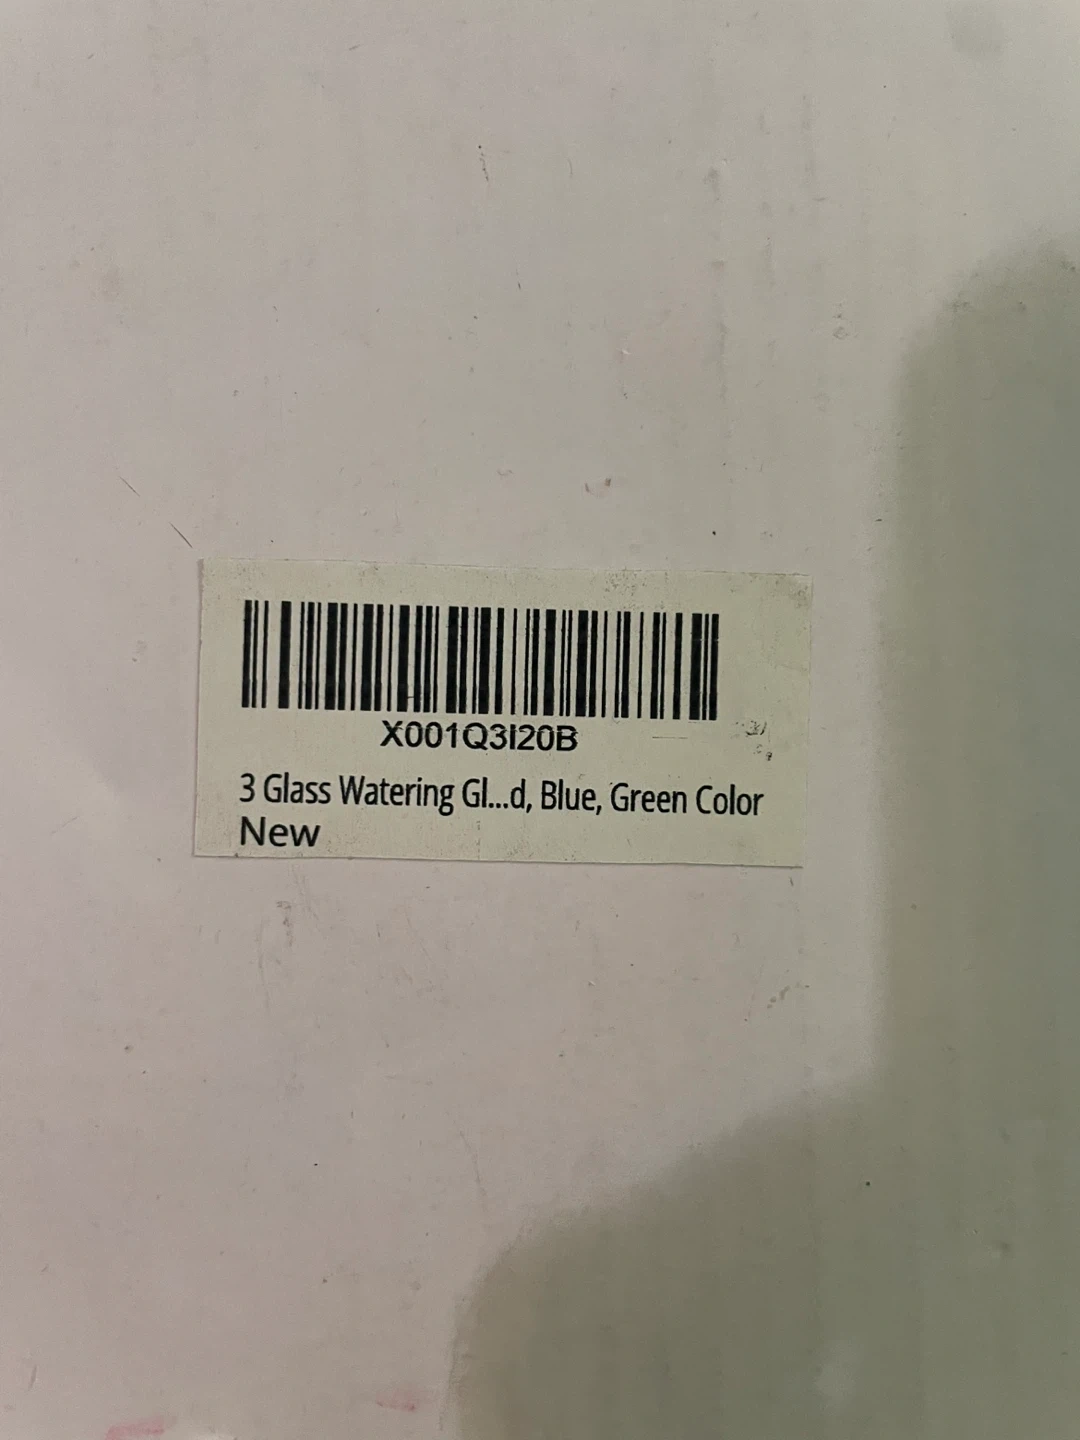 X001Q3I20B
3 Glass Watering Gl...d, Blue, Green Color
New